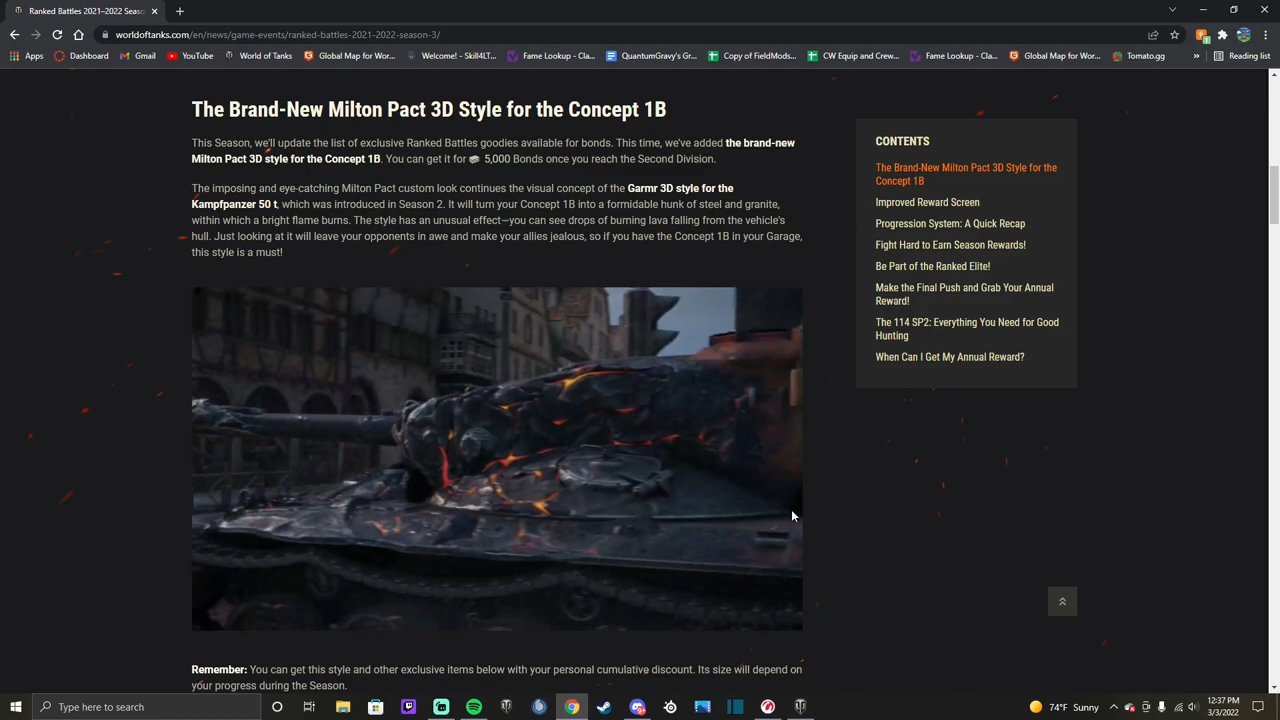 Ranked Battles 2021–2022 season
worldoftanks.com/en/news/game-events/ranked-battles-2021-2022-season-3/
Apps
Dashboard
Gmail
YouTube
World of Tanks
Global Map for Wor...
Welcome! - Skill4LT...
Fame Lookup - Cla...
QuantumGravy's Gr...
Copy of FieldMods...
CW Equip and Crew...
Fame Lookup - Cla...
Global Map for Wor...
Tomato.gg
»
Reading list
The Brand-New Milton Pact 3D Style for the Concept 1B
This Season, we'll update the list of exclusive Ranked Battles goodies available for bonds. This time, we've added the brand-new
Milton Pact 3D style for the Concept 1B. You can get it for 5,000 Bonds once you reach the Second Division.
The imposing and eye-catching Milton Pact custom look continues the visual concept of the Garmr 3D style for the
Kampfpanzer 50 t, which was introduced in Season 2. It will turn your Concept 1B into a formidable hunk of steel and granite,
within which a bright flame burns. The style has an unusual effect—you can see drops of burning lava falling from the vehicle's
hull. Just looking at it will leave your opponents in awe and make your allies jealous, so if you have the Concept 1B in your Garage,
this style is a must!
Remember: You can get this style and other exclusive items below with your personal cumulative discount. Its size will depend on
your progress during the Season.
CONTENTS
The Brand-New Milton Pact 3D Style for the
Concept 1B
Improved Reward Screen
Progression System: A Quick Recap
Fight Hard to Earn Season Rewards!
Be Part of the Ranked Elite!
Make the Final Push and Grab Your Annual
Reward!
The 114 SP2: Everything You Need for Good
Hunting
When Can I Get My Annual Reward?
Type here to search
74°F Sunny
12:37 PM
3/3/2022